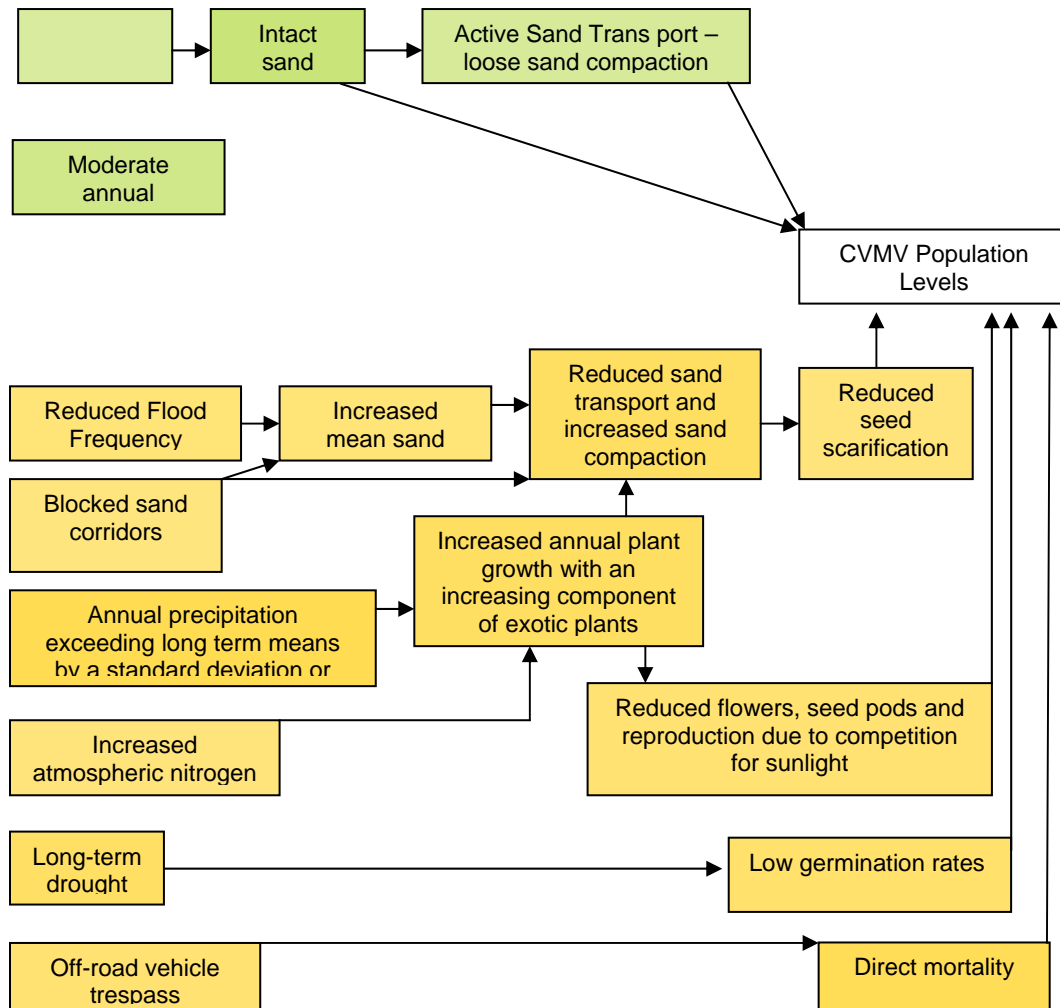 Intact
sand
Active Sand Trans port –
loose sand compaction
Moderate
annual
CVMV Population
Levels
Reduced Flood
Frequency
Increased
mean sand
Reduced sand
transport and
increased sand
compaction
Reduced
seed
scarification
Blocked sand
corridors
Increased annual plant
growth with an
increasing component
of exotic plants
Annual precipitation
exceeding long term means
by a standard deviation or
Reduced flowers, seed pods and
reproduction due to competition
for sunlight
Increased
atmospheric nitrogen
Long-term
drought
Low germination rates
Off-road vehicle
trespass
Direct mortality